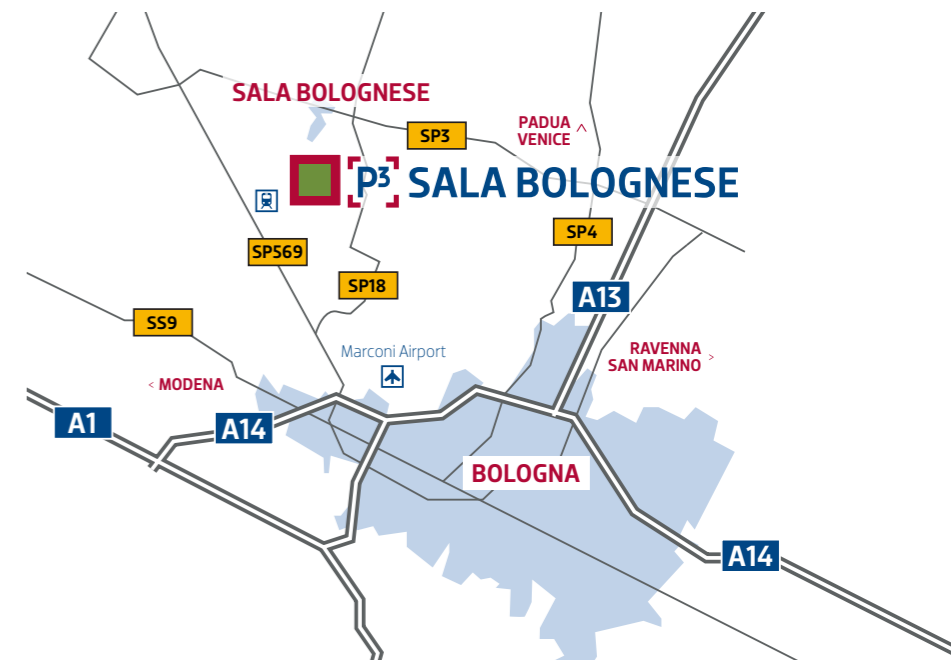 SALA BOLOGNESE
PADUA
VENICE >
SP3
P³ SALA BOLOGNESE
SP4
SP569
SP18
A13
SS9
Marconi Airport
RAVENNA
SAN MARINO >
< MODENA
A1
A14
BOLOGNA
A14